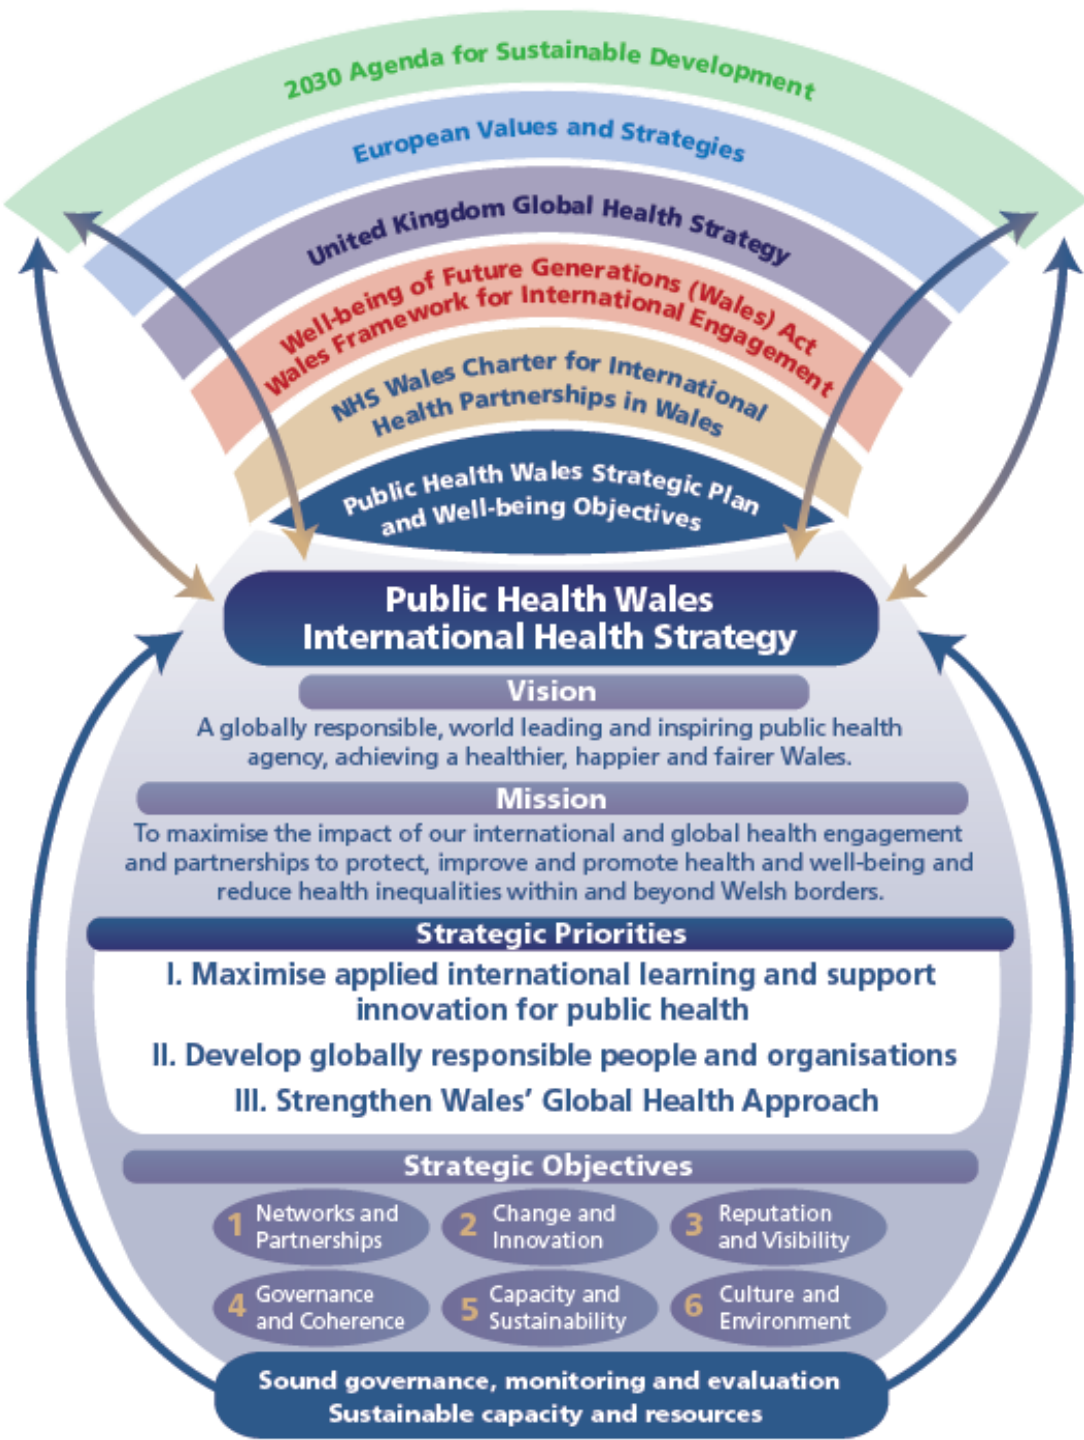 2030 Agenda for Sustainable Development
European Values and Strategies
United Kingdom Global Health Strategy
Well-being of Future Generations (Wales) Act
Wales Framework for International Engagement
NHS Wales Charter for International
Health Partnerships in Wales
Public Health Wales Strategic Plan
and Well-being Objectives
Public Health Wales
International Health Strategy
Vision
A globally responsible, world leading and inspiring public health
agency, achieving a healthier, happier and fairer Wales.
Mission
To maximise the impact of our international and global health engagement
and partnerships to protect, improve and promote health and well-being and
reduce health inequalities within and beyond Welsh borders.
Strategic Priorities
I. Maximise applied international learning and support
innovation for public health
II. Develop globally responsible people and organisations
III. Strengthen Wales’ Global Health Approach
Strategic Objectives
1 Networks and
Partnerships
2 Change and
Innovation
3 Reputation
and Visibility
4 Governance
and Coherence
5 Capacity and
Sustainability
6 Culture and
Environment
Sound governance, monitoring and evaluation
Sustainable capacity and resources